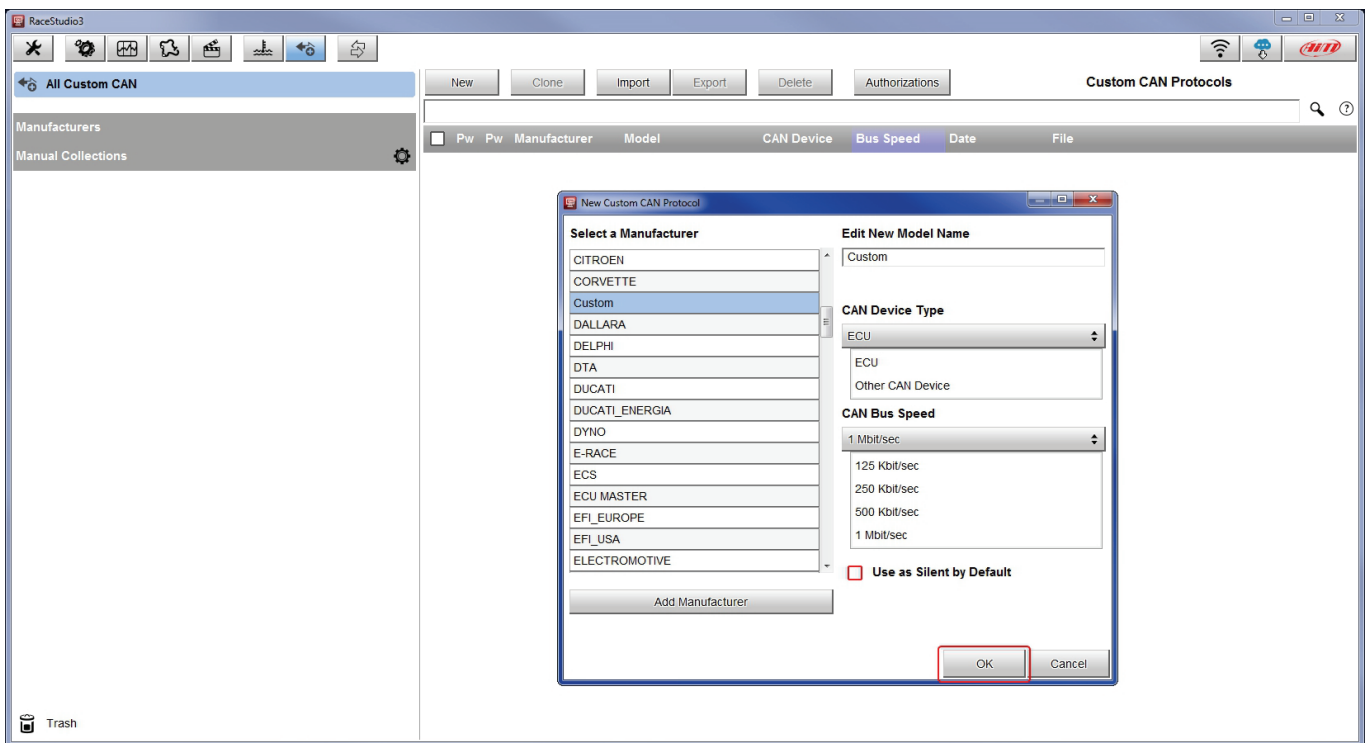 RaceStudio3
aim
All Custom CAN
Manufacturers
Manual Collections
Trash
New Clone Import Export Delete Authorizations Custom CAN Protocols
Pw Pw Manufacturer Model CAN Device Bus Speed Date File
New Custom CAN Protocol
Select a Manufacturer
CITROEN
CORVETTE
Custom
DALLARA
DELPHI
DTA
DUCATI
DUCATI_ENERGIA
DYNO
E-RACE
ECS
ECU MASTER
EFI_EUROPE
EFI_USA
ELECTROMOTIVE
Add Manufacturer
Edit New Model Name
Custom
CAN Device Type
ECU
ECU
Other CAN Device
CAN Bus Speed
1 Mbit/sec
125 Kbit/sec
250 Kbit/sec
500 Kbit/sec
1 Mbit/sec
Use as Silent by Default
OK Cancel